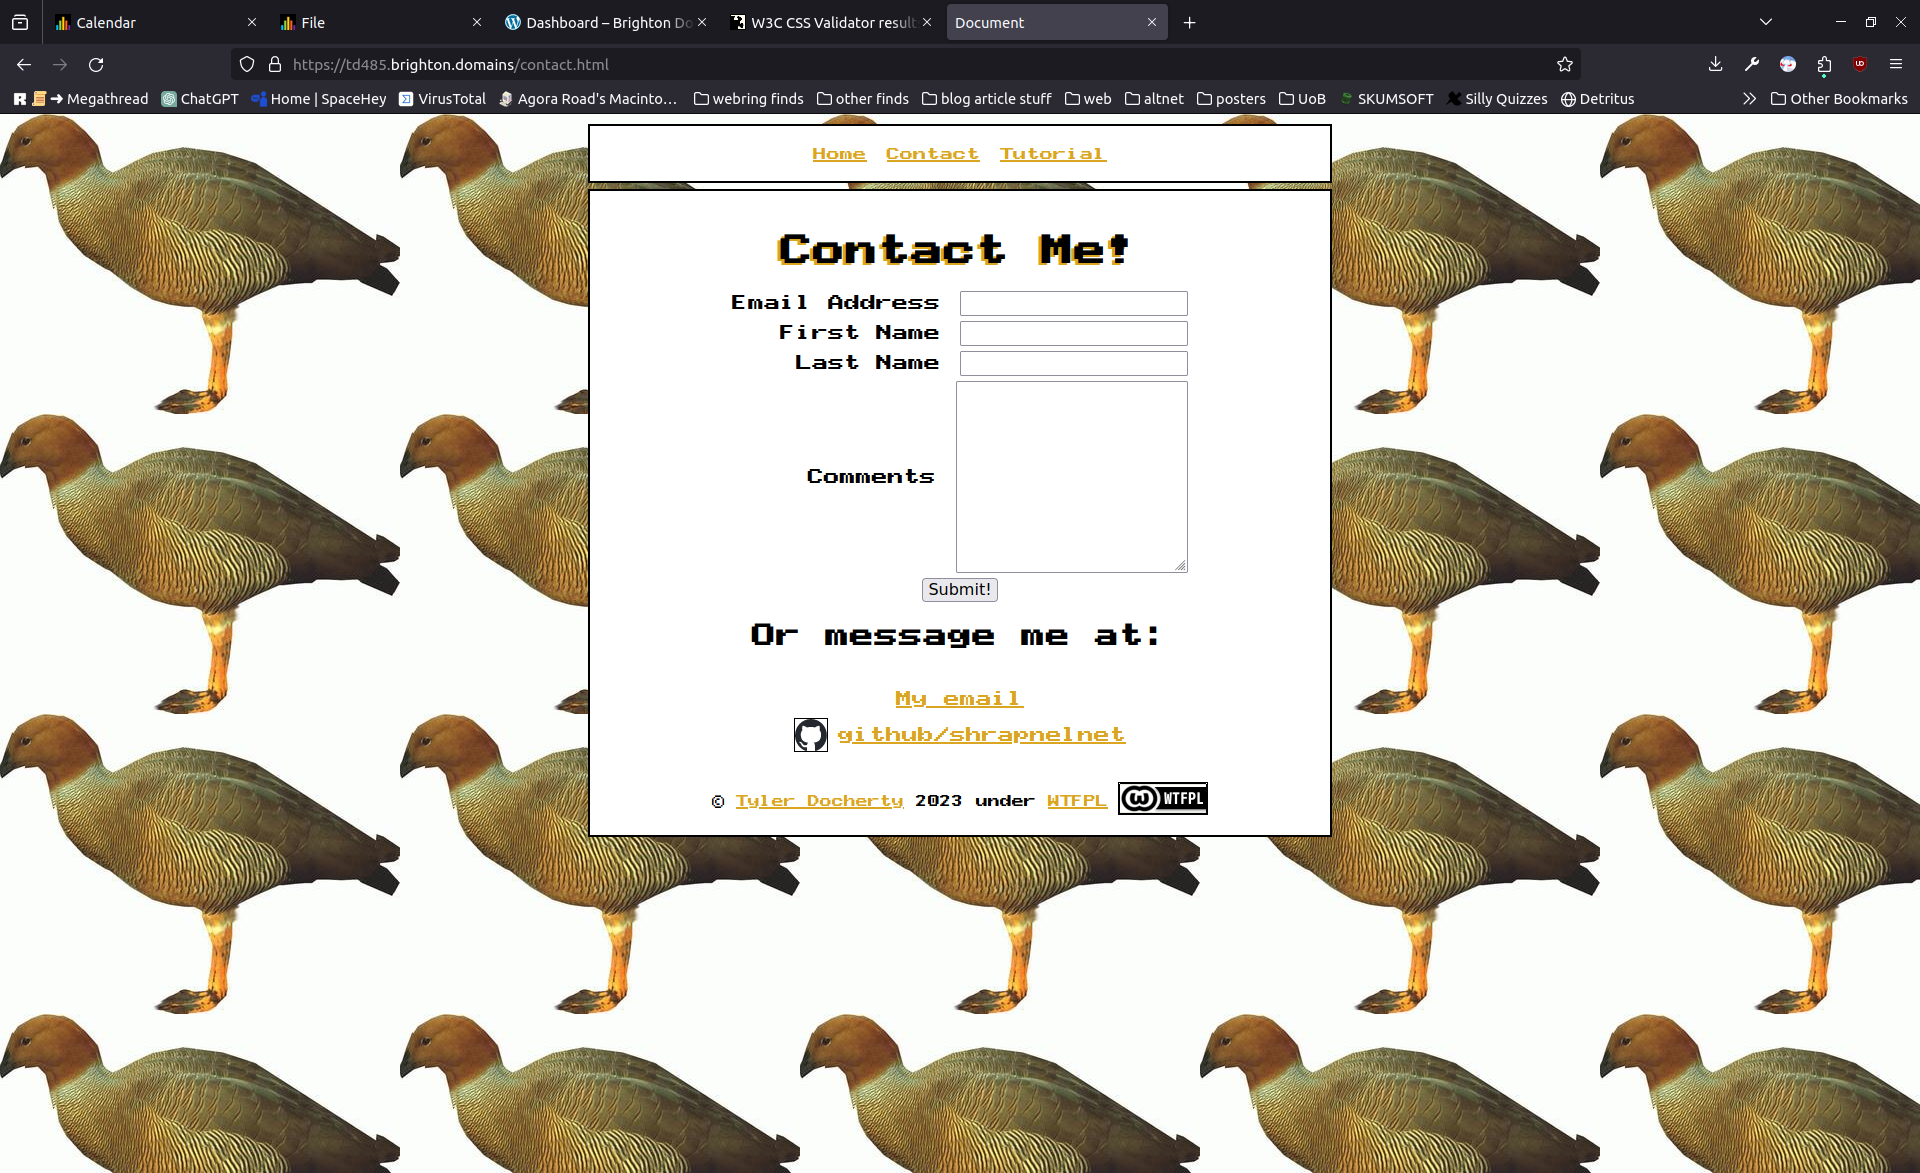 Calendar File Dashboard – Brighton Do W3C CSS Validator result Document
https://td485.brighton.domains/contact.html
Megathread ChatGPT Home | SpaceHey VirusTotal Agora Road's Macinto… webring finds other finds blog article stuff web altnet posters UoB SKUMSOFT Silly Quizzes Detritus Other Bookmarks
Home Contact Tutorial
Contact Me!
Email Address
First Name
Last Name
Comments
Submit!
Or message me at:
My email
github/shrapnelnet
© Tyler Docherty 2023 under WTFPL WTFPL